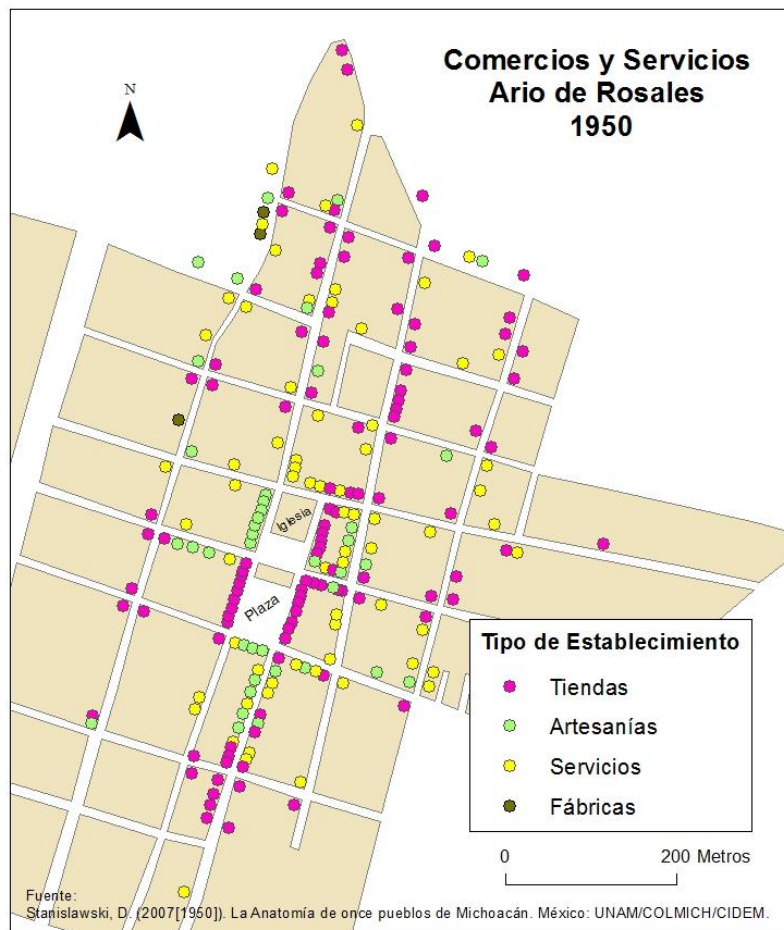 Comercios y Servicios
Ario de Rosales
1950
N
Iglesia
Plaza
Tipo de Establecimiento
Tiendas
Artesanías
Servicios
Fábricas
0 200 Metros
Fuente:
Stanislawski, D. (2007[1950]). La Anatomía de once pueblos de Michoacán. México: UNAM/COLMICH/CIDEM.